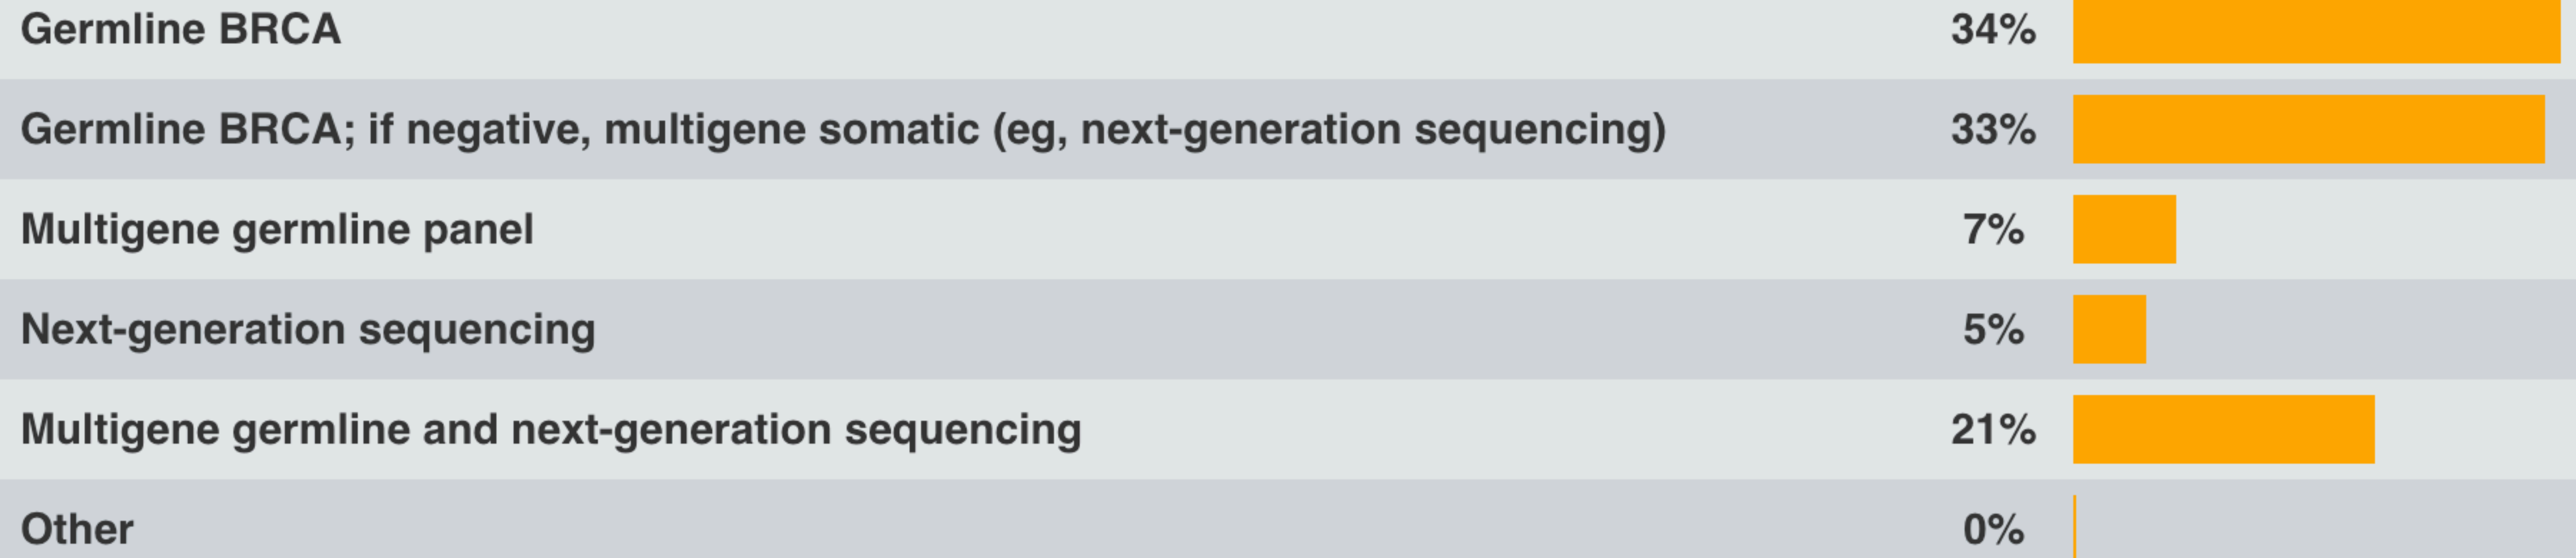 Germline BRCA 34%
Germline BRCA; if negative, multigene somatic (eg, next-generation sequencing) 33%
Multigene germline panel 7%
Next-generation sequencing 5%
Multigene germline and next-generation sequencing 21%
Other 0%